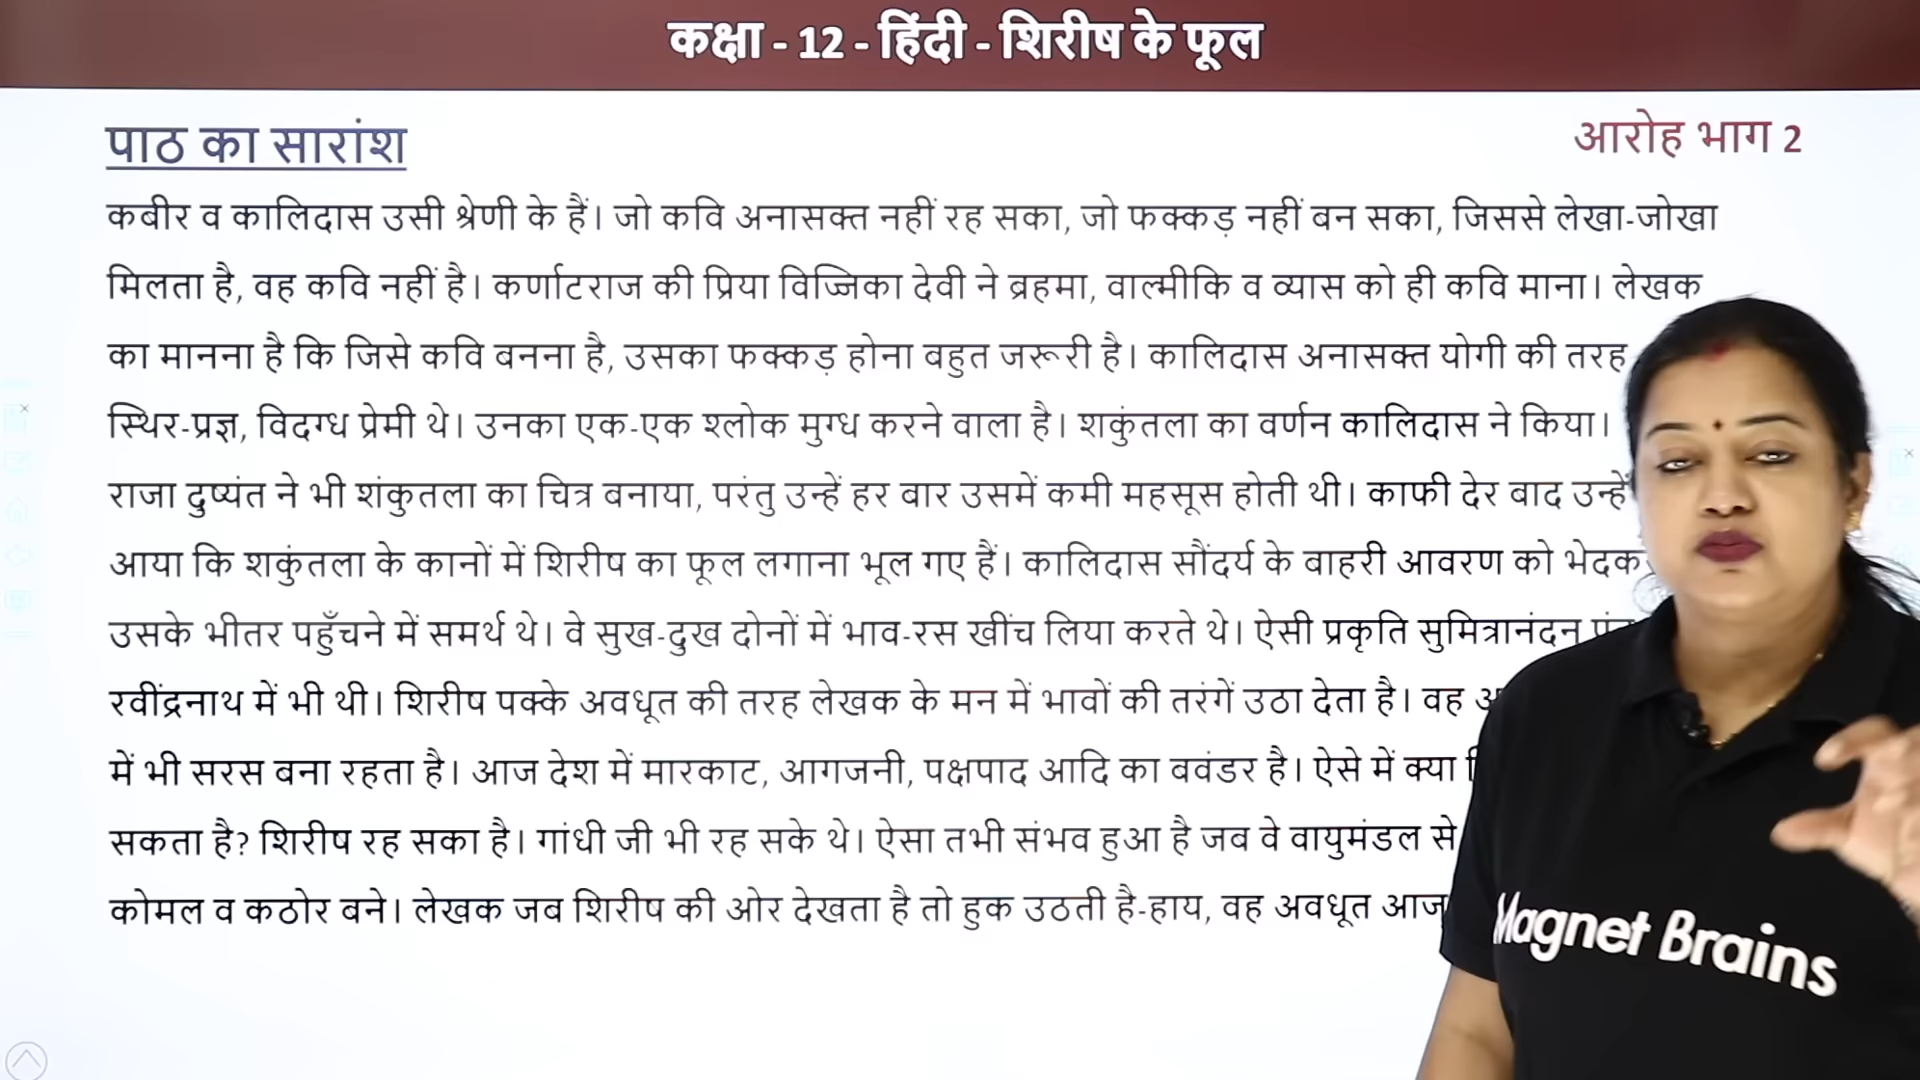 कक्षा - 12 - हिंदी - शिरीष के फूल
पाठ का सारांश
आरोह भाग 2
कबीर व कालिदास उसी श्रेणी के हैं। जो कवि अनासक्त नहीं रह सका, जो फक्कड़ नहीं बन सका, जिससे लेखा-जोखा
मिलता है, वह कवि नहीं है। कर्णाटराज की प्रिया विज्जिका देवी ने ब्रहमा, वाल्मीकि व व्यास को ही कवि माना। लेखक
का मानना है कि जिसे कवि बनना है, उसका फक्कड़ होना बहुत जरूरी है। कालिदास अनासक्त योगी की तरह
स्थिर-प्रज्ञ, विदग्ध प्रेमी थे। उनका एक-एक श्लोक मुग्ध करने वाला है। शकुंतला का वर्णन कालिदास ने किया।
राजा दुष्यंत ने भी शंकुतला का चित्र बनाया, परंतु उन्हें हर बार उसमें कमी महसूस होती थी। काफी देर बाद उन्हें
आया कि शकुंतला के कानों में शिरीष का फूल लगाना भूल गए हैं। कालिदास सौंदर्य के बाहरी आवरण को
उसके भीतर पहुँचने में समर्थ थे। वे सुख-दुख दोनों में भाव-रस खींच लिया करते थे। ऐसी प्रकृति सुमित्रानंदन
रवींद्रनाथ में भी थी। शिरीष पक्के अवधूत की तरह लेखक के मन में भावों की तरंगें उठा देता है। वह
में भी सरस बना रहता है। आज देश में मारकाट, आगजनी, पक्षपाद आदि का ववंडर है। ऐसे में क्या
सकता है? शिरीष रह सका है। गांधी जी भी रह सके थे। ऐसा तभी संभव हुआ है जब वे वायुमंडल से
कोमल व कठोर बने। लेखक जब शिरीष की ओर देखता है तो हुक उठती है-हाय, वह अवधूत आज
Magnet Brains